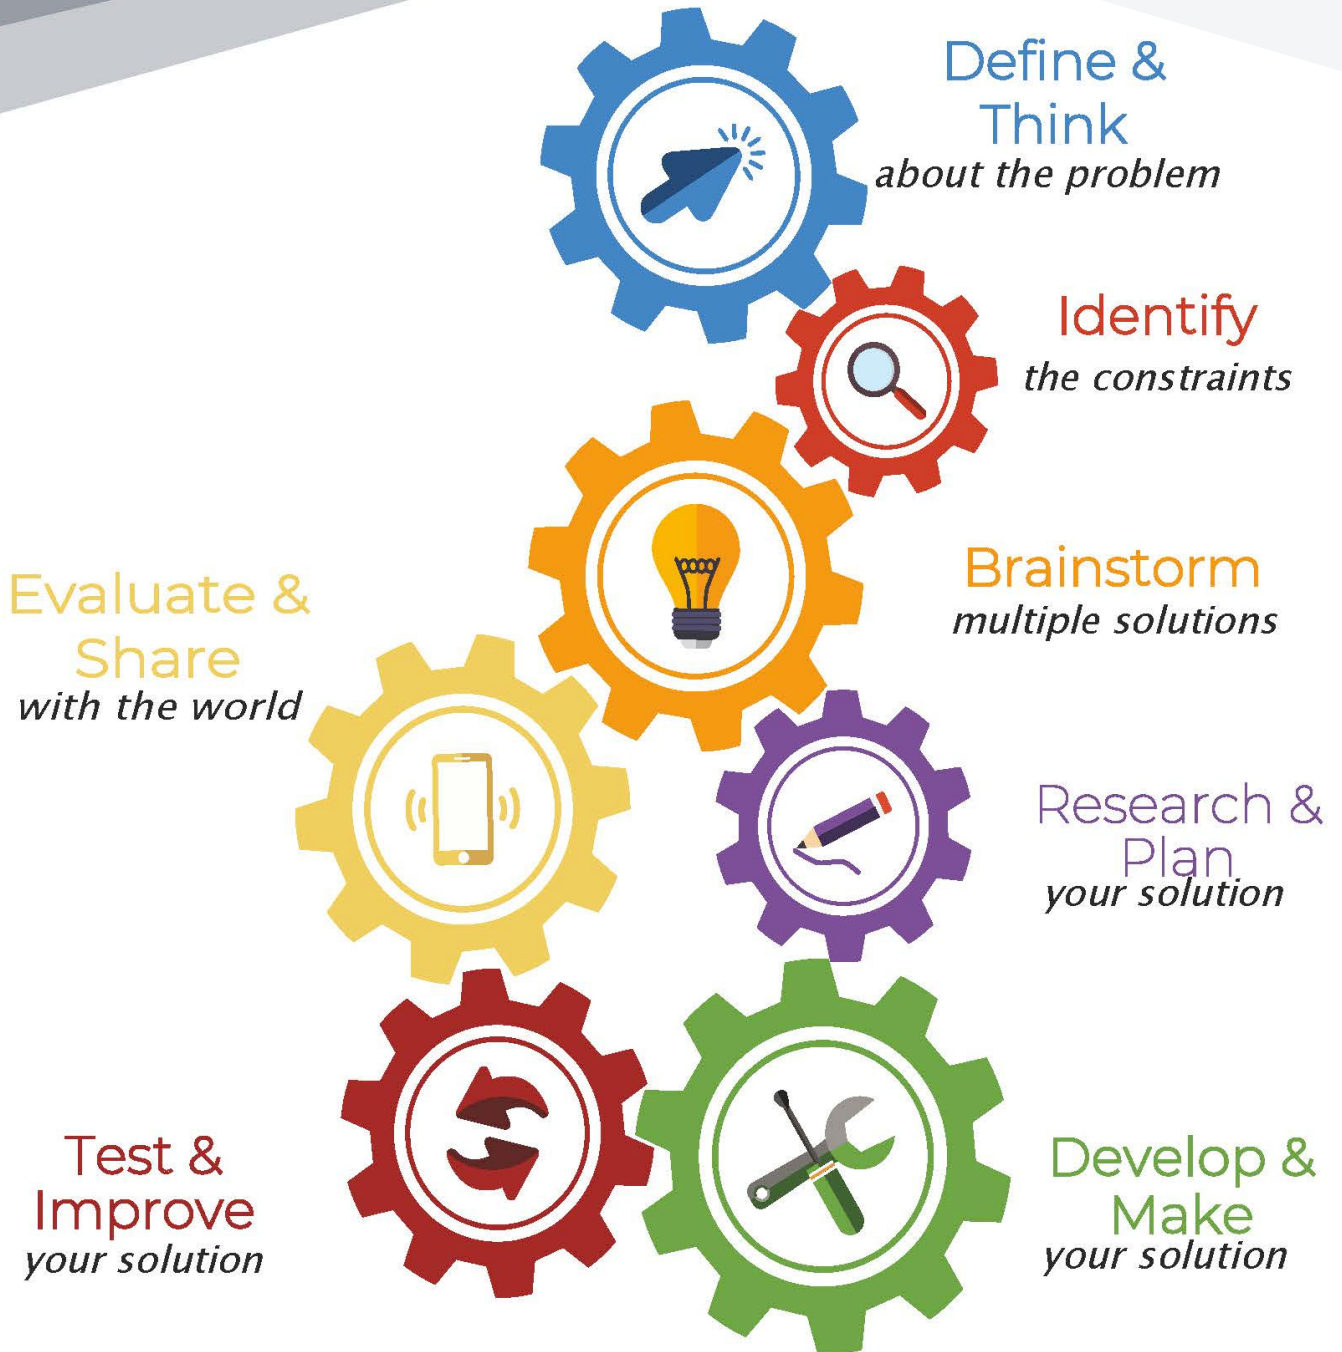 Define &
Think
about the problem
Identify
the constraints
Brainstorm
multiple solutions
Research &
Plan
your solution
Develop &
Make
your solution
Test &
Improve
your solution
Evaluate &
Share
with the world